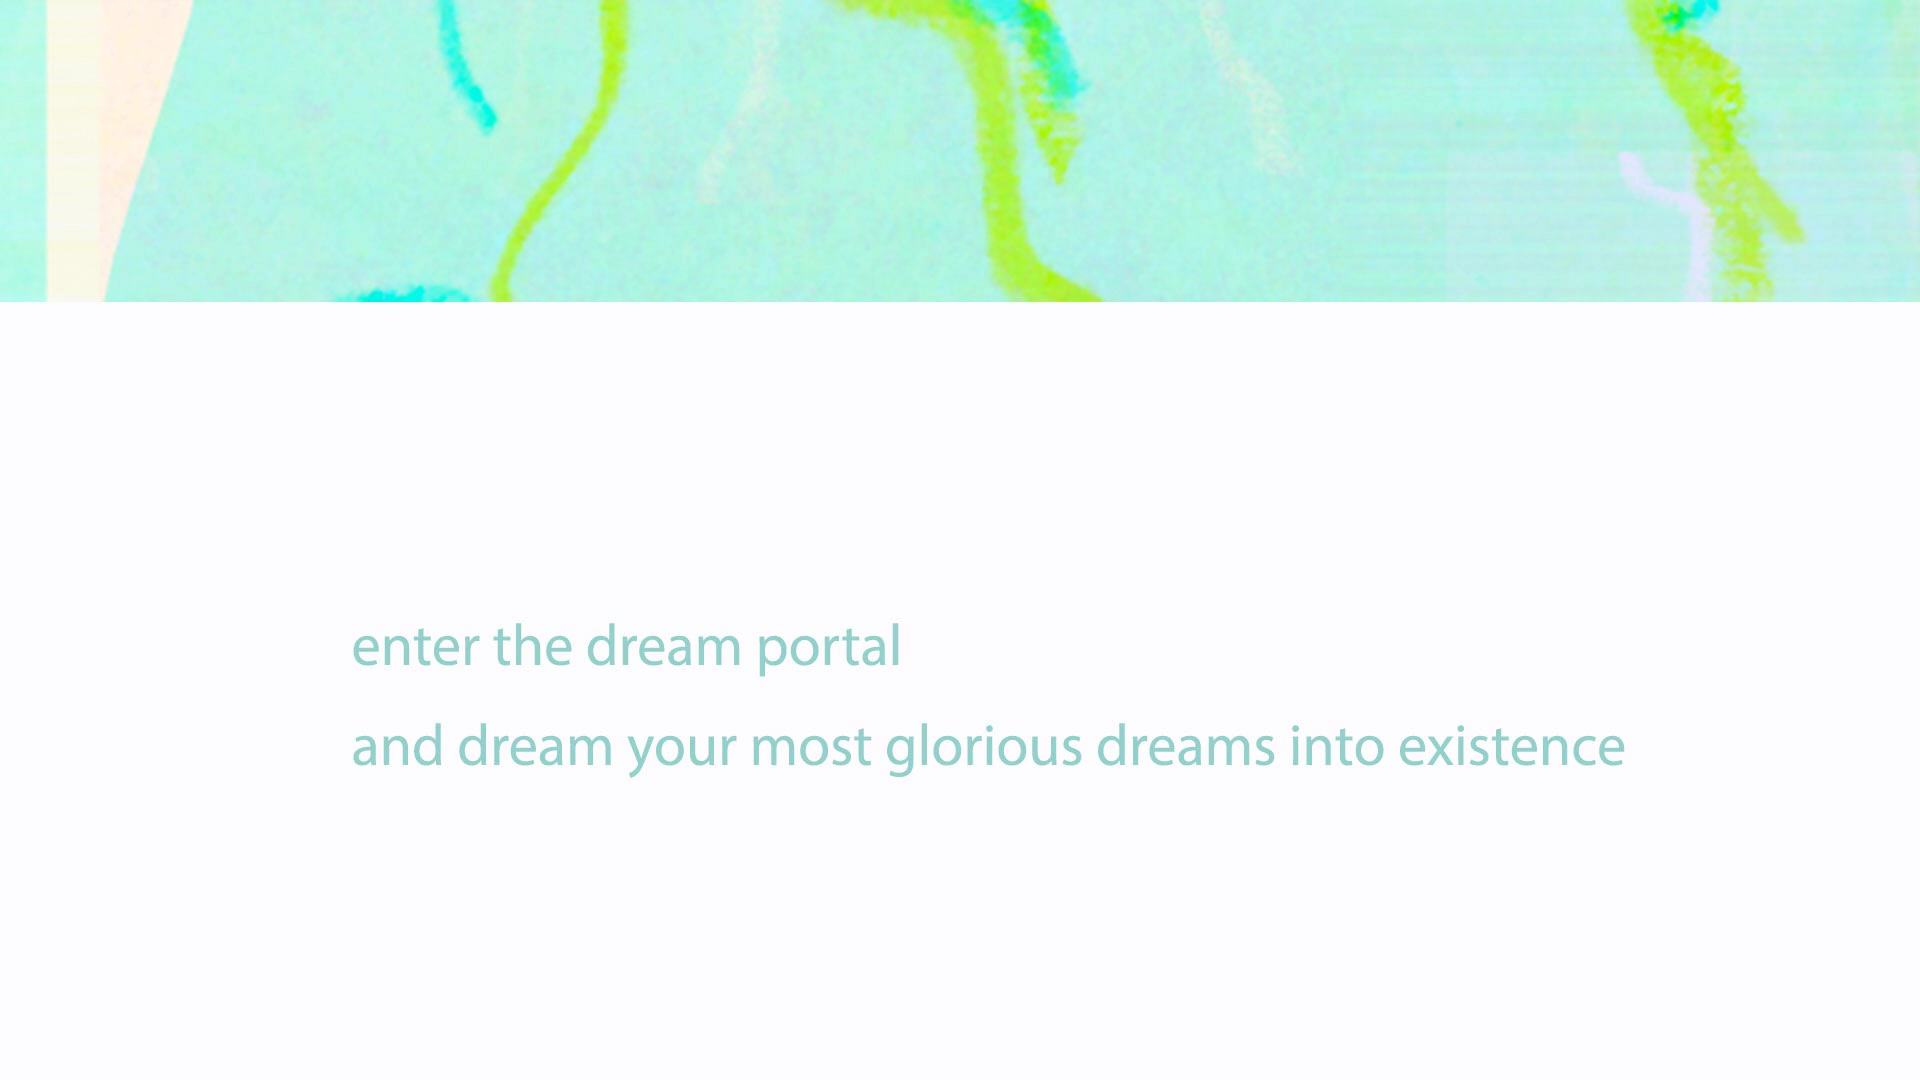 enter the dream portal
and dream your most glorious dreams into existence